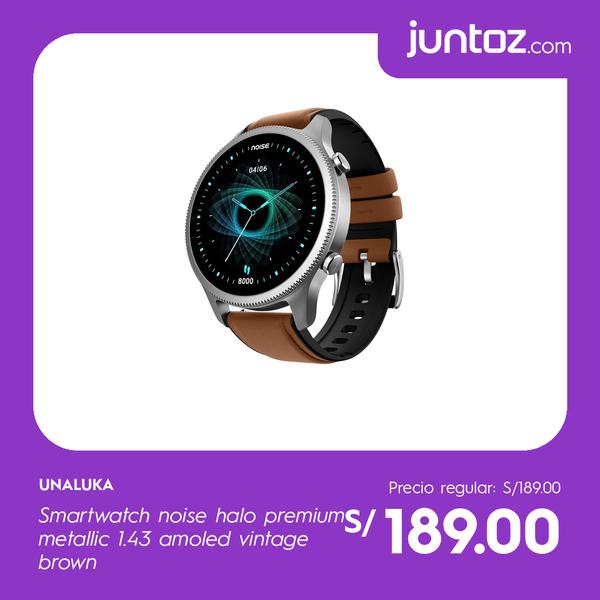 juntoz.com
NOISE
04|06
8000
UNALUKA
Precio regular: S/189.00
Smartwatch noise halo premium
metallic 1.43 amoled vintage
brown
S/ 189.00